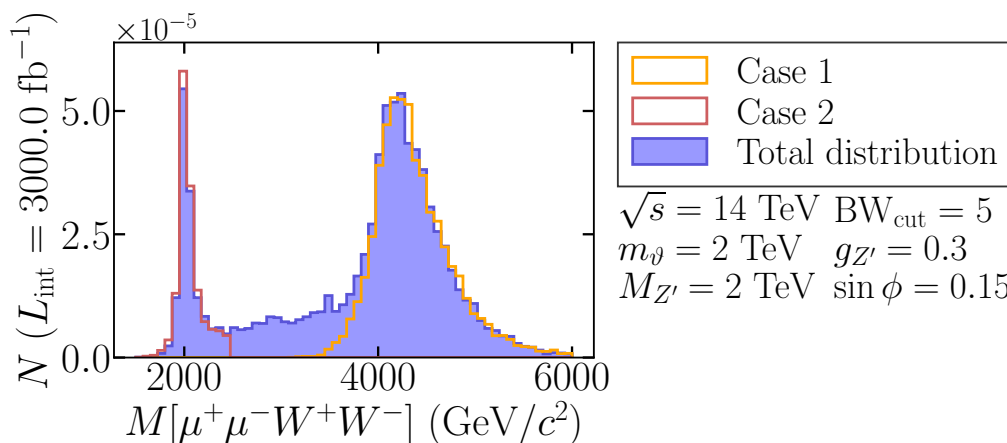 ×10⁻⁵
5.0
2.5
0.0
2000 4000 6000
N (L_int = 3000.0 fb⁻¹)
M[μ⁺μ⁻W⁺W⁻] (GeV/c²)
Case 1
Case 2
Total distribution
√s = 14 TeV BW_cut = 5
m_ϑ = 2 TeV g_Z′ = 0.3
M_Z′ = 2 TeV sin ϕ = 0.15